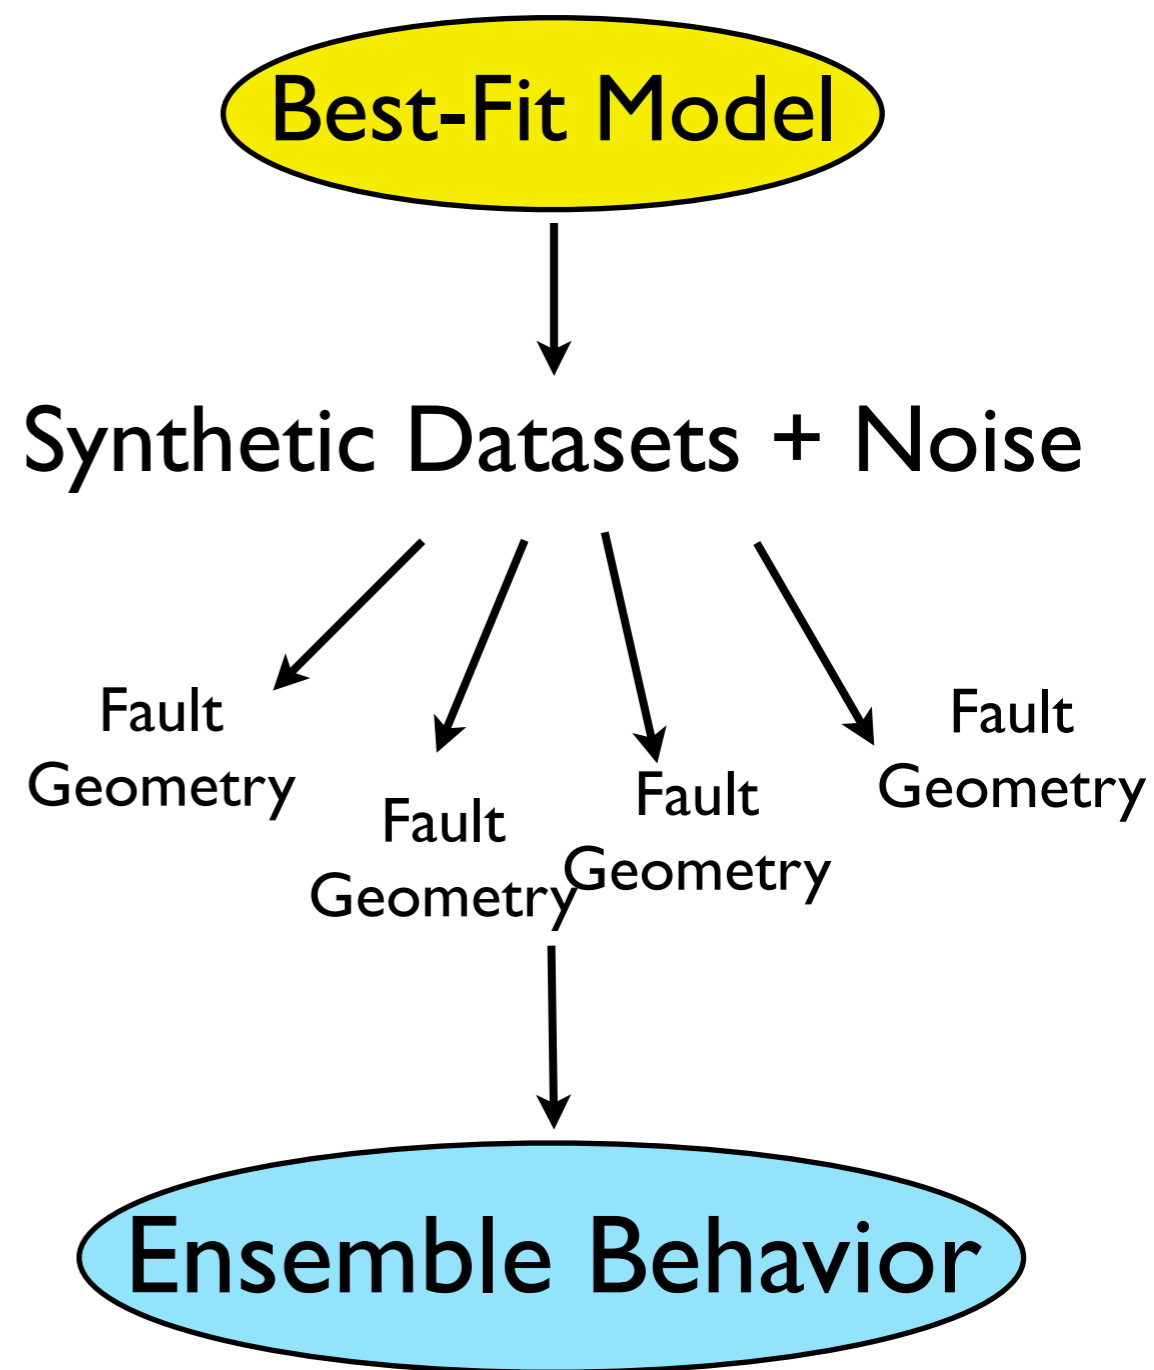 Best-Fit Model
Synthetic Datasets + Noise
Fault
Geometry
Fault
Geometry
Fault
Geometry
Fault
Geometry
Ensemble Behavior